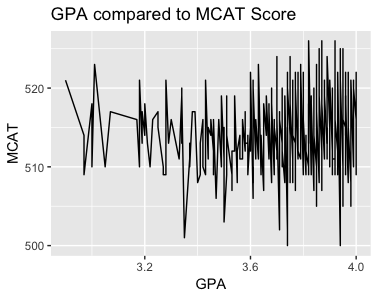 GPA compared to MCAT Score
MCAT
520
510
500
3.2
3.6
4.0
GPA